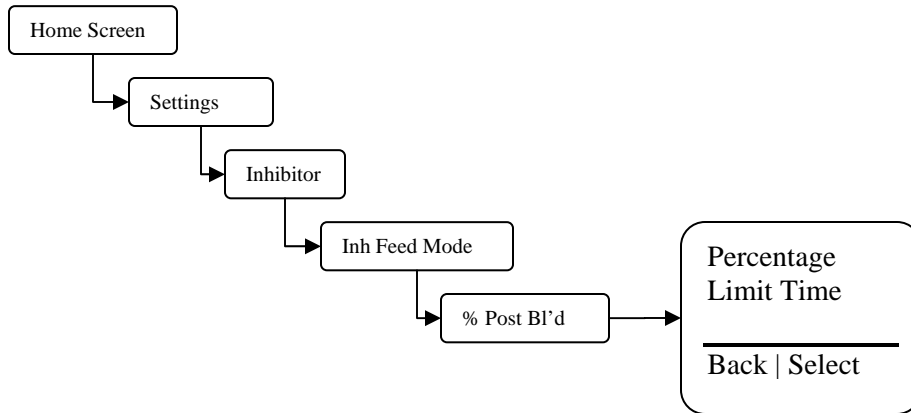 Home Screen
Settings
Inhibitor
Inh Feed Mode
% Post Bl’d
Percentage
Limit Time
Back | Select